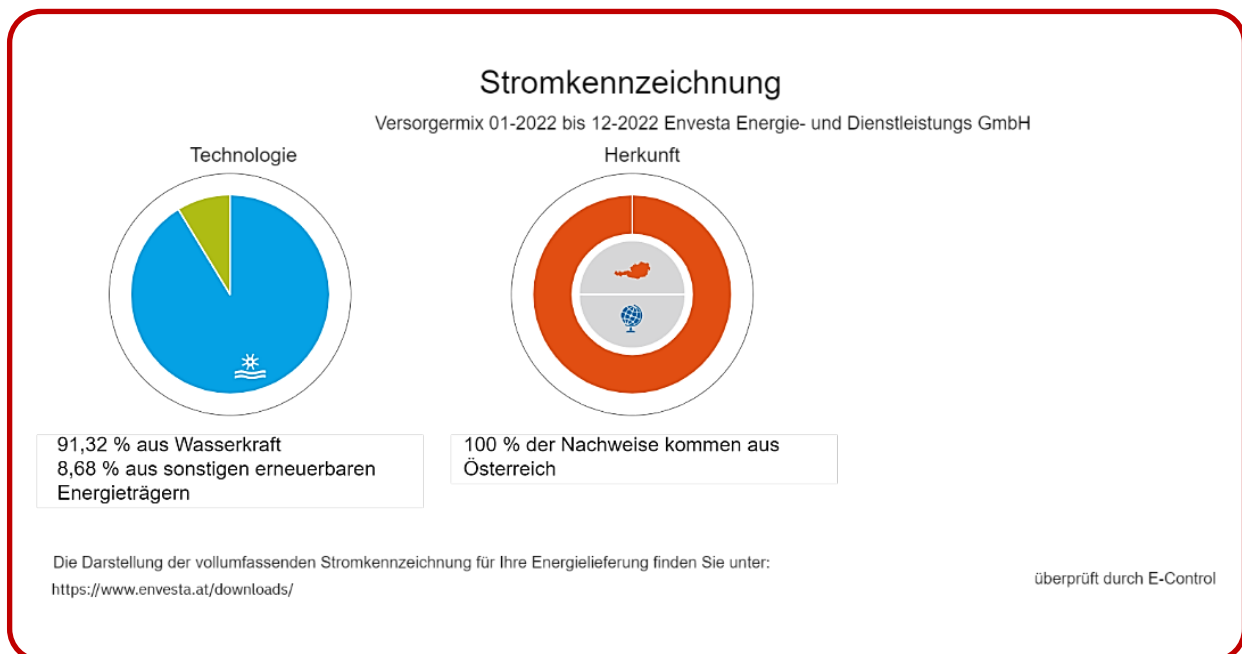 Stromkennzeichnung
Versorgermix 01-2022 bis 12-2022 Envesta Energie- und Dienstleistungs GmbH
Technologie
Herkunft
91,32 % aus Wasserkraft
8,68 % aus sonstigen erneuerbaren
Energieträgern
100 % der Nachweise kommen aus
Österreich
Die Darstellung der vollumfassenden Stromkennzeichnung für Ihre Energielieferung finden Sie unter:
https://www.envesta.at/downloads/
überprüft durch E-Control